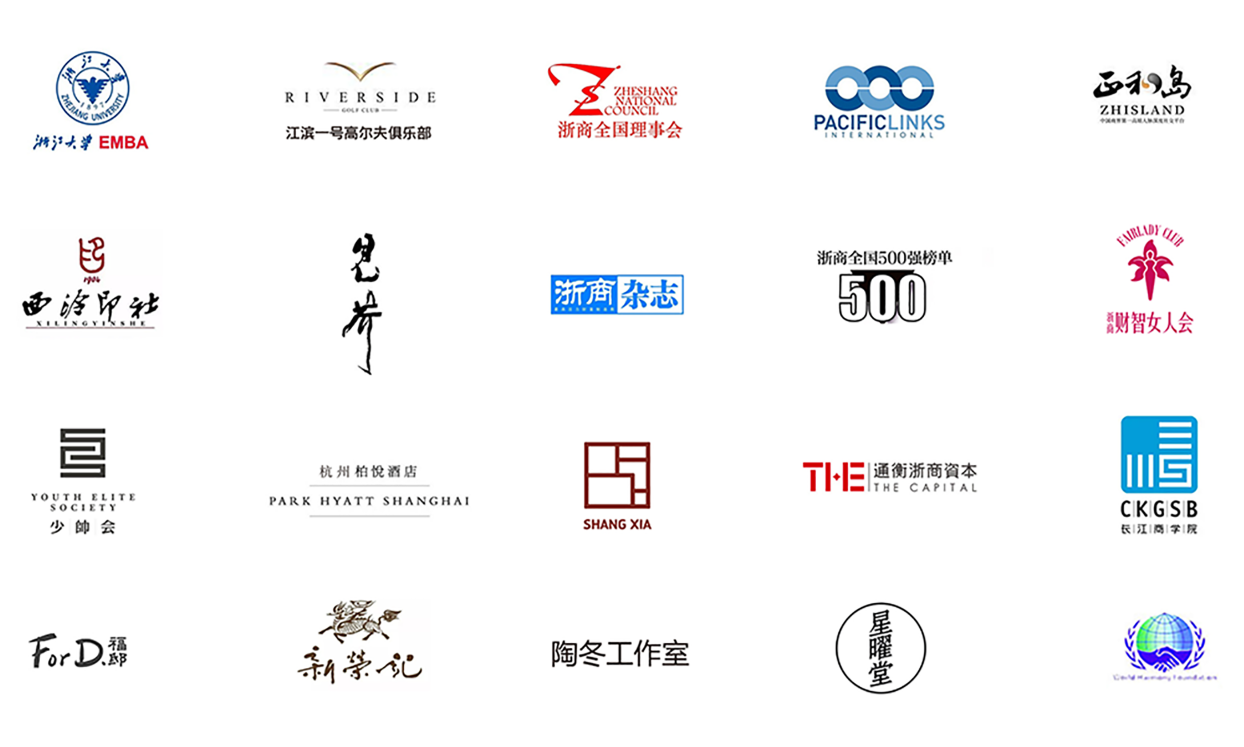 浙江大学
1897
ZHEJIANG UNIVERSITY
浙江大学 EMBA
RIVERSIDE
GOLF CLUB
江滨一号高尔夫俱乐部
ZHESHANG
NATIONAL
COUNCIL
浙商全国理事会
PACIFICLINKS
INTERNATIONAL
正和岛
ZHISLAND
1904
西泠印社
XILINGYINSHE
浙商杂志
浙商全国500强榜单
500
FAIRLADY CLUB
浙商财智女人会
YOUTH ELITE
SOCIETY
少帥会
杭州柏悦酒店
PARK HYATT SHANGHAI
SHANG XIA
THE 通衡浙商資本
THE CAPITAL
CKGSB
长江商学院
For D. 福邸
新榮記
陶冬工作室
星曜堂
World Harmony Foundation